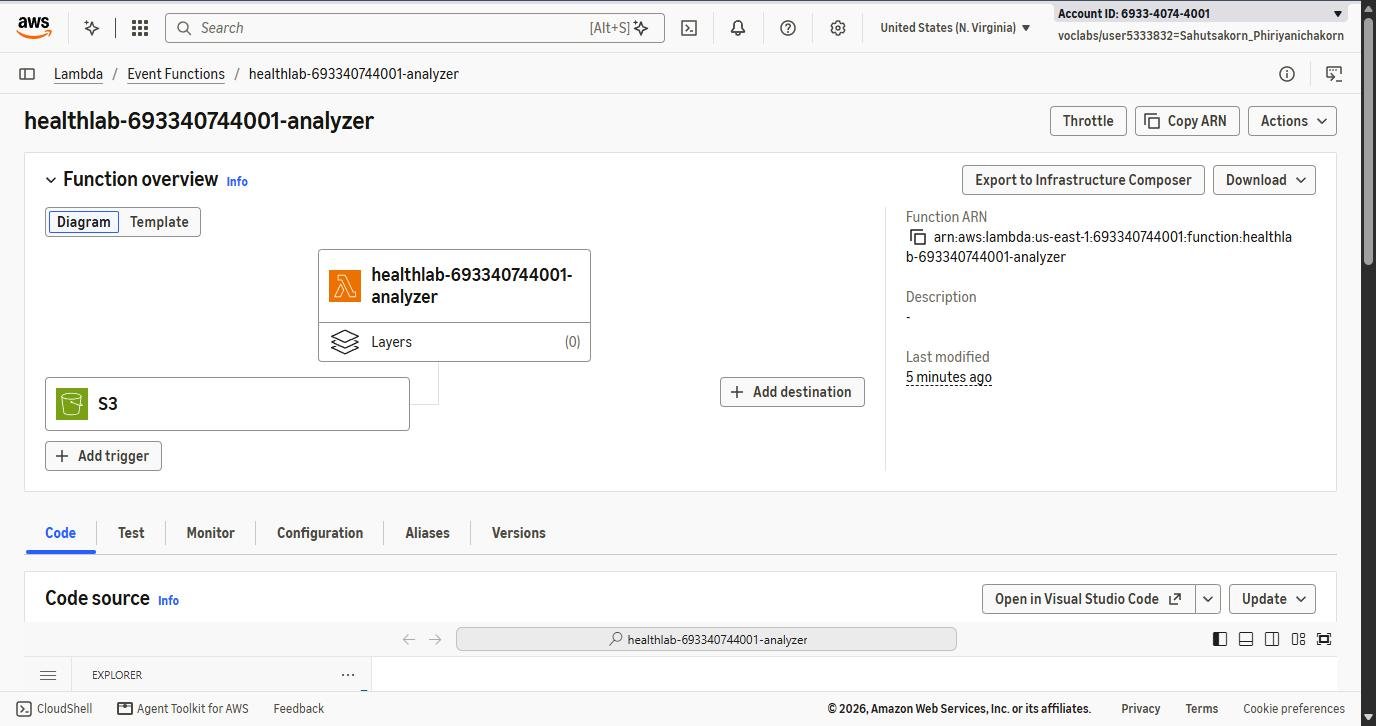 aws
Search
[Alt+S]
United States (N. Virginia)
Account ID: 6933-4074-4001
voclabs/user5333832=Sahutsakorn_Phiriyanichakorn
Lambda / Event Functions / healthlab-693340744001-analyzer
healthlab-693340744001-analyzer
Throttle
Copy ARN
Actions
Function overview Info
Export to Infrastructure Composer
Download
Diagram
Template
healthlab-693340744001-
analyzer
Layers (0)
S3
+ Add trigger
+ Add destination
Function ARN
arn:aws:lambda:us-east-1:693340744001:function:healthla
b-693340744001-analyzer
Description
-
Last modified
5 minutes ago
Code
Test
Monitor
Configuration
Aliases
Versions
Code source Info
Open in Visual Studio Code
Update
healthlab-693340744001-analyzer
EXPLORER
...
CloudShell
Agent Toolkit for AWS
Feedback
© 2026, Amazon Web Services, Inc. or its affiliates.
Privacy
Terms
Cookie preferences